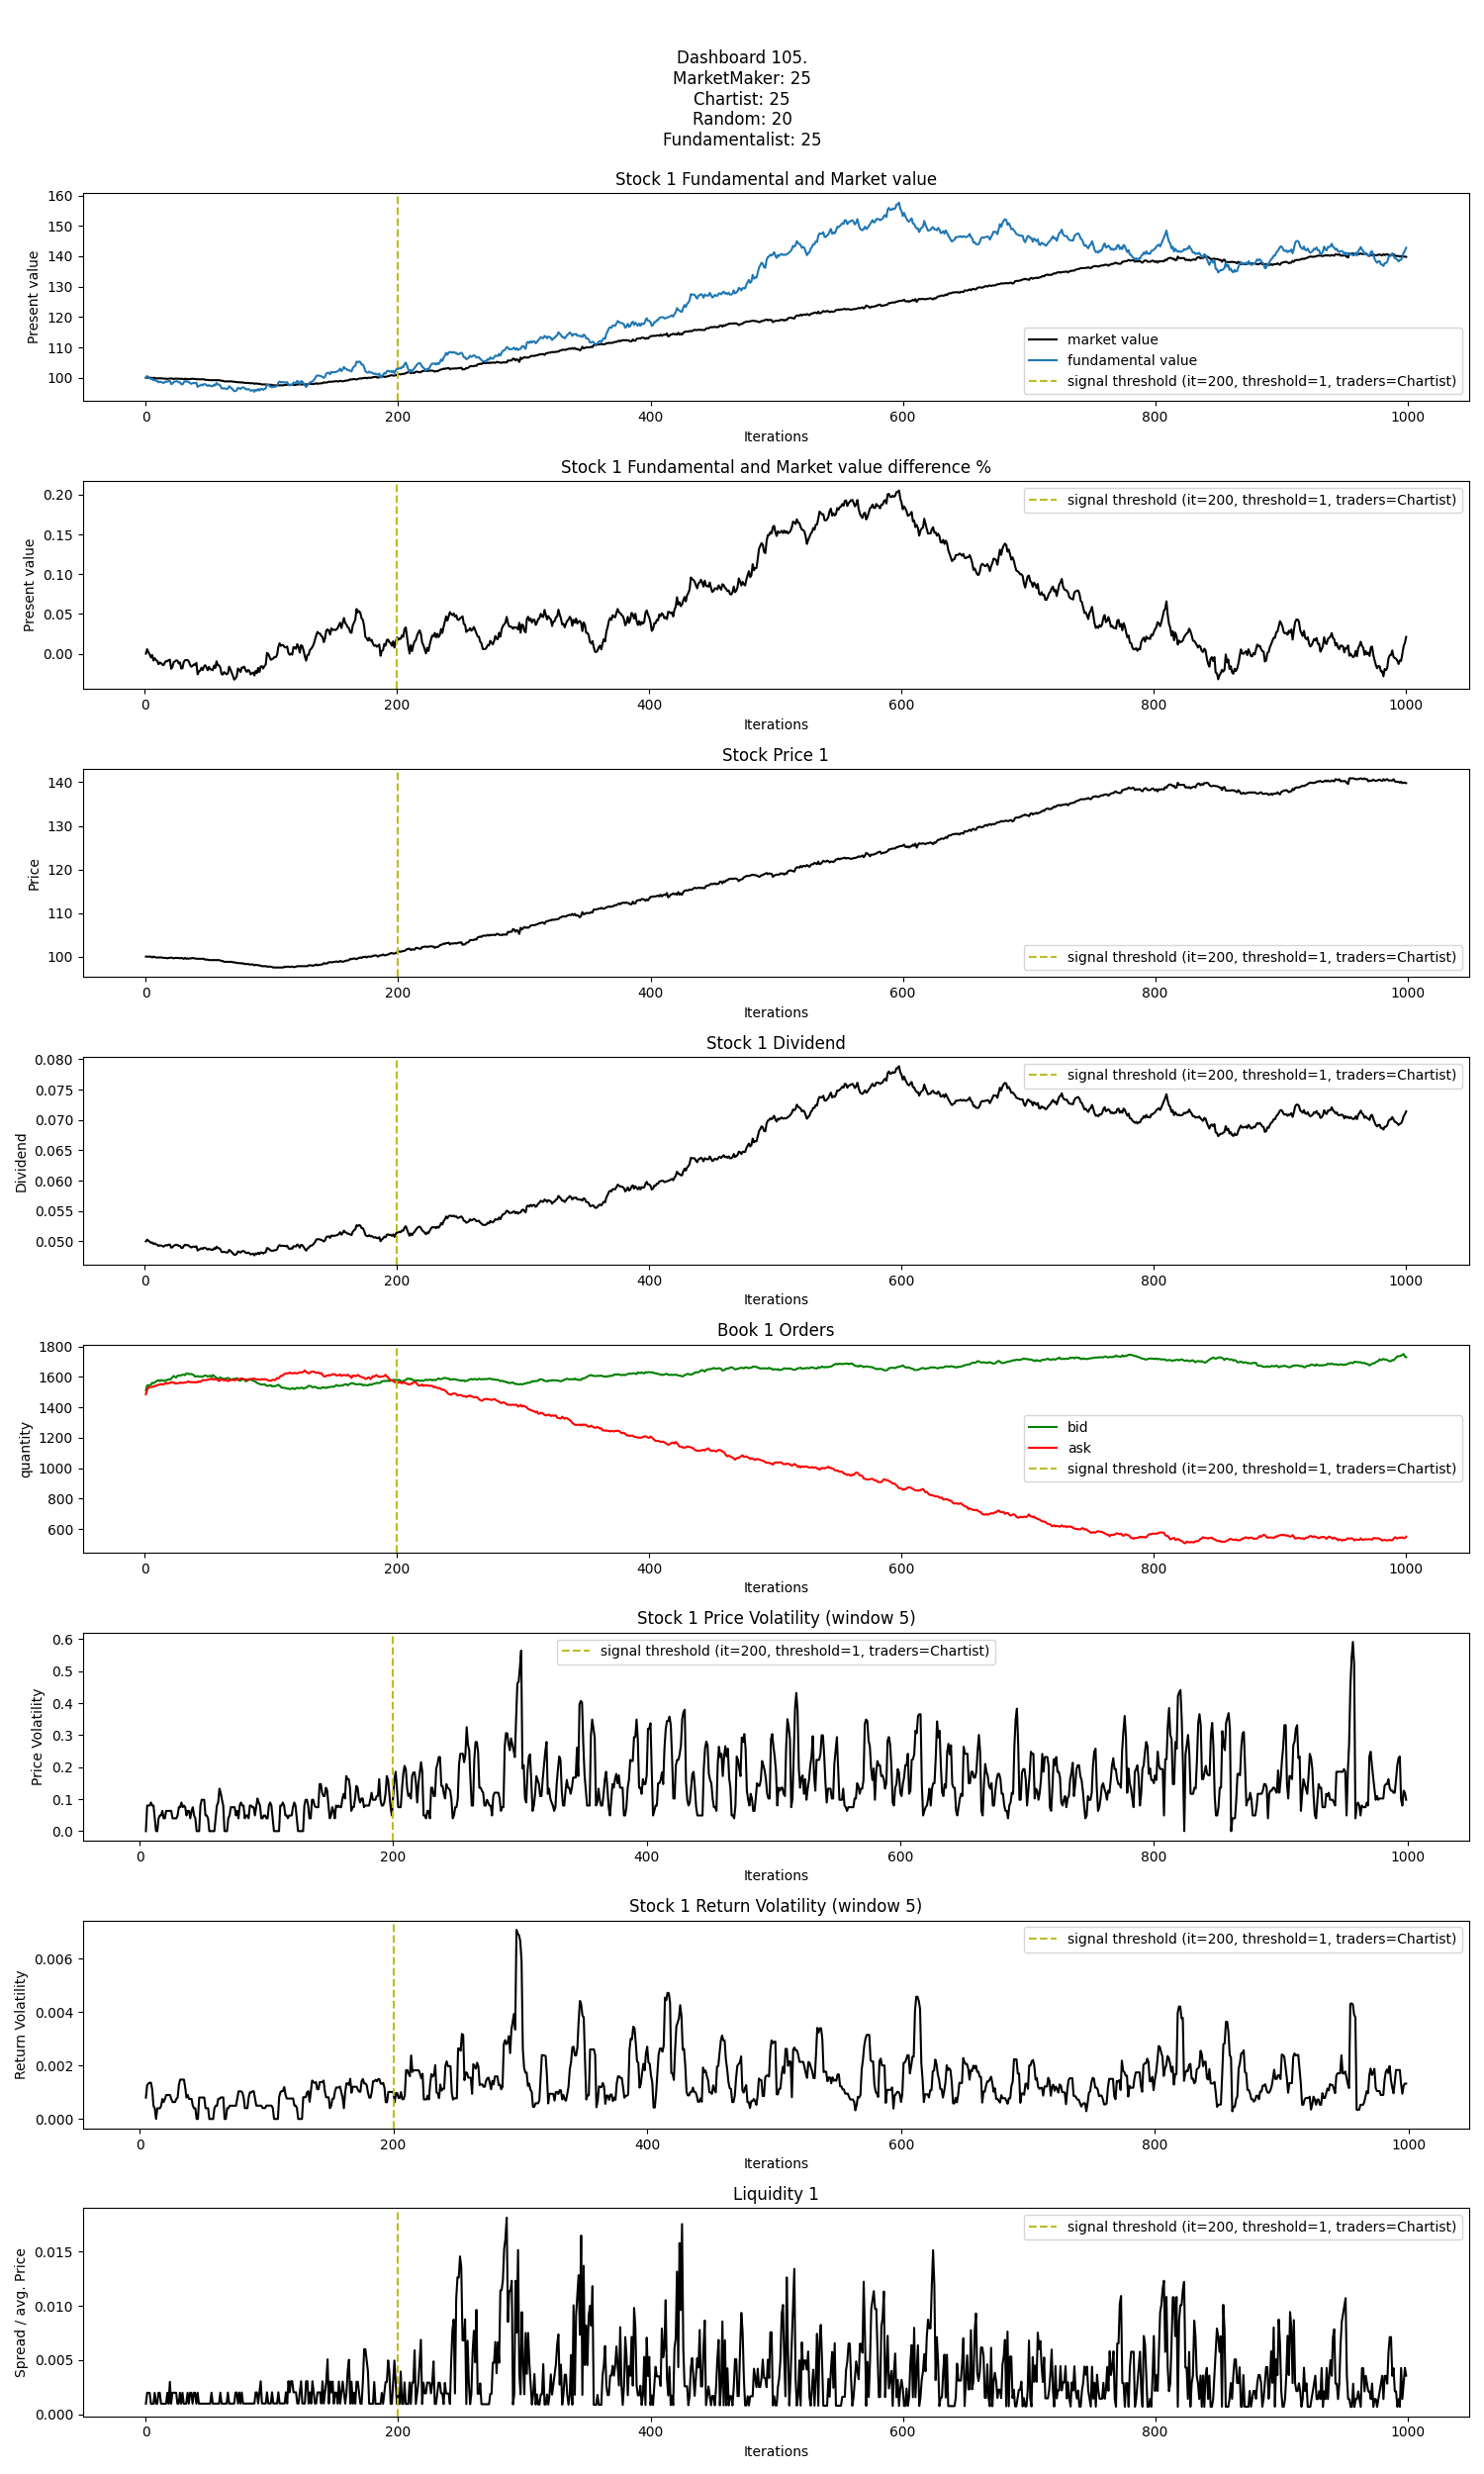 Dashboard 105.
MarketMaker: 25
Chartist: 25
Random: 20
Fundamentalist: 25
Stock 1 Fundamental and Market value
160
150
140
130
120
110
100
Present value
market value
fundamental value
signal threshold (it=200, threshold=1, traders=Chartist)
0 200 400 600 800 1000
Iterations
Stock 1 Fundamental and Market value difference %
0.20
0.15
0.10
0.05
0.00
Present value
signal threshold (it=200, threshold=1, traders=Chartist)
0 200 400 600 800 1000
Iterations
Stock Price 1
140
130
120
110
100
Price
signal threshold (it=200, threshold=1, traders=Chartist)
0 200 400 600 800 1000
Iterations
Stock 1 Dividend
0.080
0.075
0.070
0.065
0.060
0.055
0.050
Dividend
signal threshold (it=200, threshold=1, traders=Chartist)
0 200 400 600 800 1000
Iterations
Book 1 Orders
1800
1600
1400
1200
1000
800
600
quantity
bid
ask
signal threshold (it=200, threshold=1, traders=Chartist)
0 200 400 600 800 1000
Iterations
Stock 1 Price Volatility (window 5)
0.6
0.5
0.4
0.3
0.2
0.1
0.0
Price Volatility
signal threshold (it=200, threshold=1, traders=Chartist)
0 200 400 600 800 1000
Iterations
Stock 1 Return Volatility (window 5)
0.006
0.004
0.002
0.000
Return Volatility
signal threshold (it=200, threshold=1, traders=Chartist)
0 200 400 600 800 1000
Iterations
Liquidity 1
0.015
0.010
0.005
0.000
Spread / avg. Price
signal threshold (it=200, threshold=1, traders=Chartist)
0 200 400 600 800 1000
Iterations